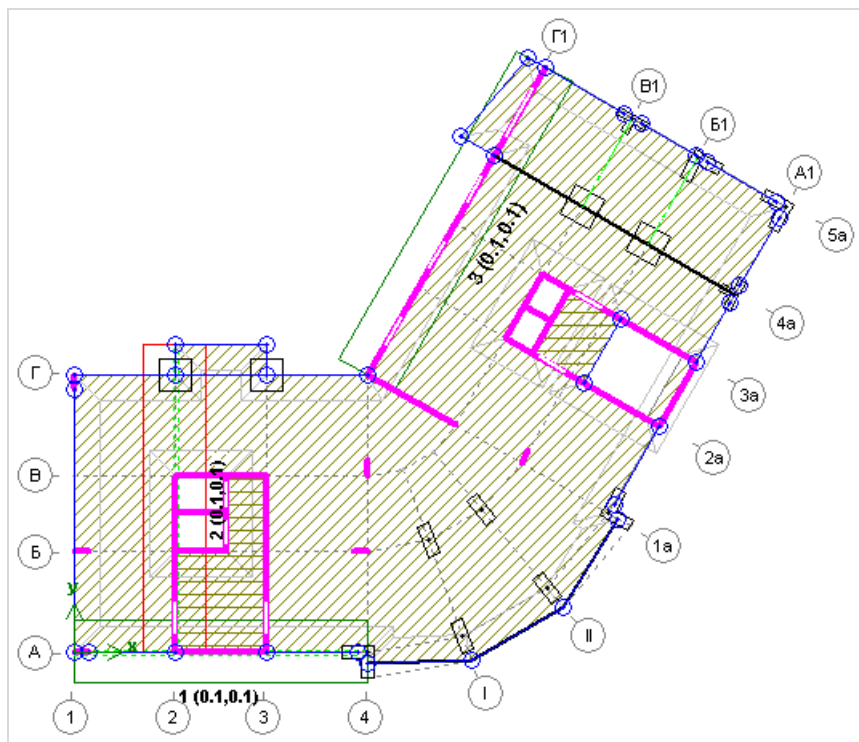 Г1
В1
Б1
А1
5а
4а
3а
2а
1а
II
I
3 (0.1,0.1)
2 (0.1,0.1)
1 (0.1,0.1)
Г
В
Б
А
y
x
1
2
3
4